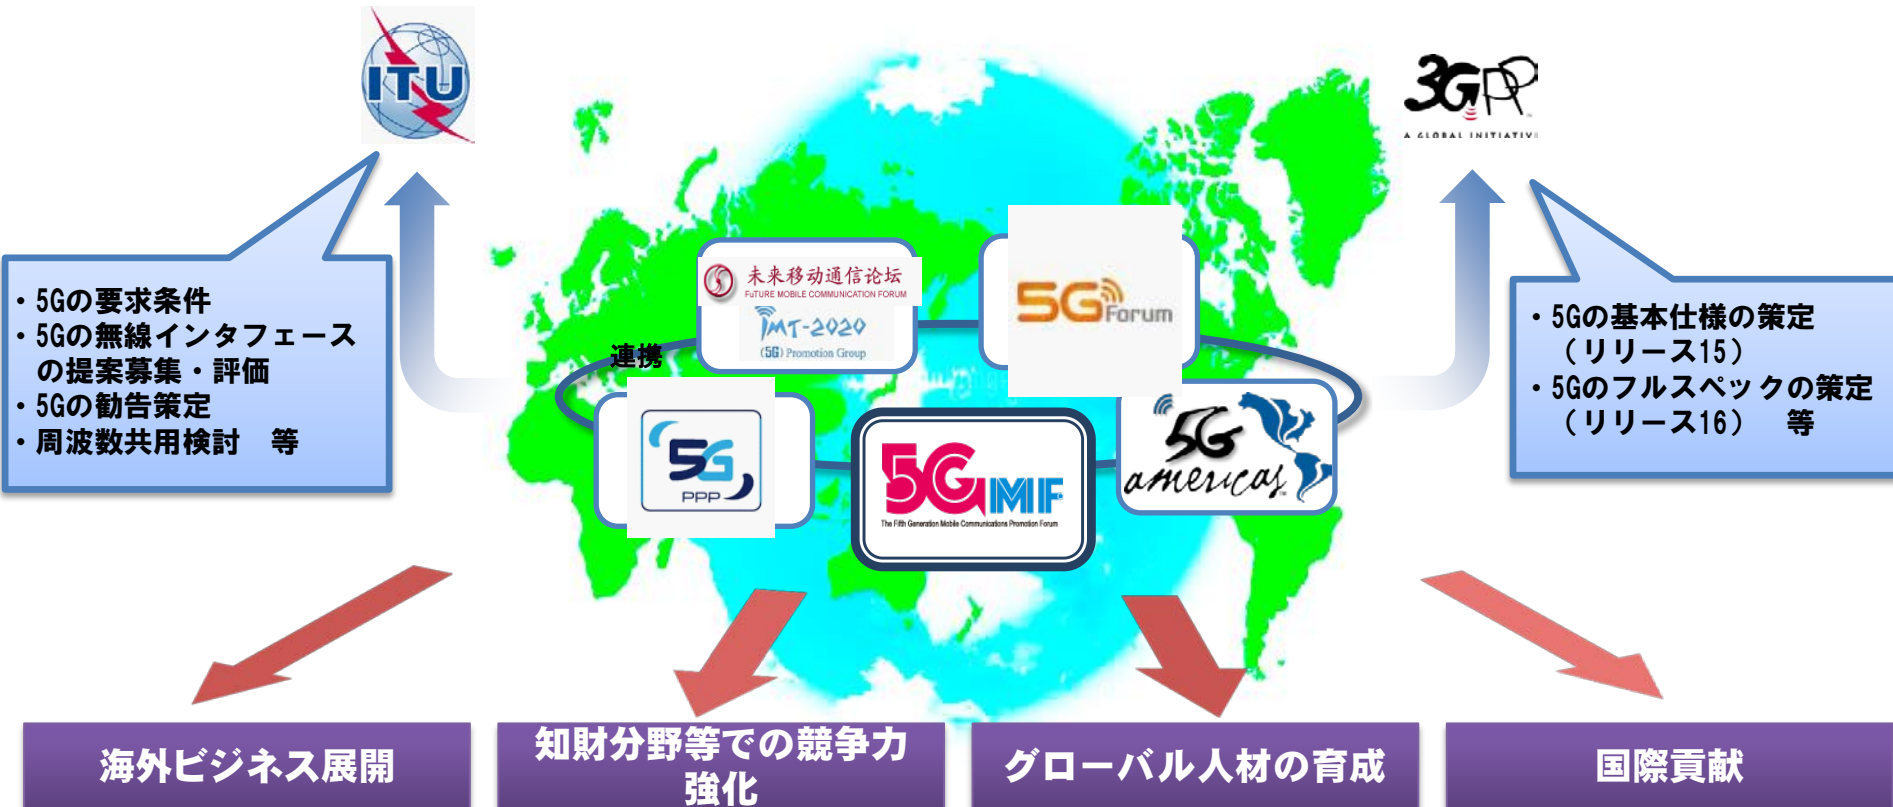 ITU
3GPP
A GLOBAL INITIATIVE
・5Gの要求条件
・5Gの無線インタフェース
の提案募集・評価
・5Gの勧告策定
・周波数共用検討　等
未来移动通信论坛
FuTURE MOBILE COMMUNICATION FORUM
IMT-2020
(5G) Promotion Group
5G Forum
・5Gの基本仕様の策定
（リリース15）
・5Gのフルスペックの策定
（リリース16）　等
連携
5G
PPP
5GMF
The Fifth Generation Mobile Communications Promotion Forum
5G
americas
海外ビジネス展開
知財分野等での競争力
強化
グローバル人材の育成
国際貢献